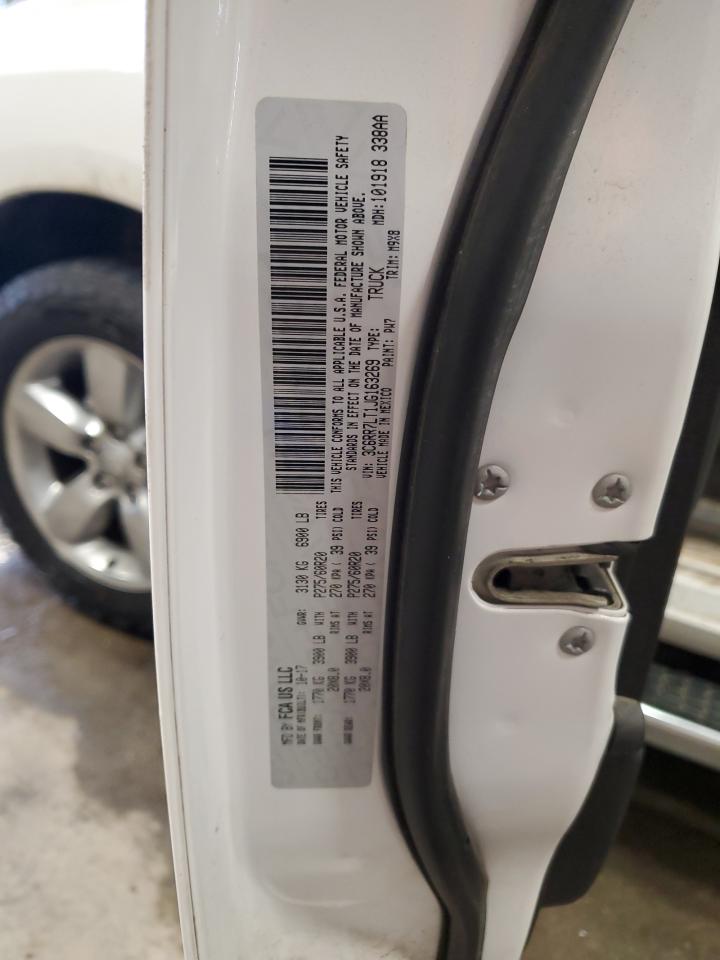 MFD BY FCA US LLC
DATE OF MFR(BUILT): 10-17 GVWR: 3130 KG 6900 LB
GAWR FRONT: 1770 KG 3900 LB WITH P275/60R20 TIRES
20X8.0 RIMS AT 270 KPA ( 39 PSI) COLD
GAWR REAR: 1770 KG 3900 LB WITH P275/60R20 TIRES
20X8.0 RIMS AT 270 KPA ( 39 PSI) COLD
THIS VEHICLE CONFORMS TO ALL APPLICABLE U.S.A. FEDERAL MOTOR VEHICLE SAFETY
STANDARDS IN EFFECT ON THE DATE OF MANUFACTURE SHOWN ABOVE.
VIN: 3C6RR7LT1JG163269 TYPE: TRUCK MDH:101918 338AA
VEHICLE MADE IN MEXICO PAINT: PW7 TRIM: M9X8